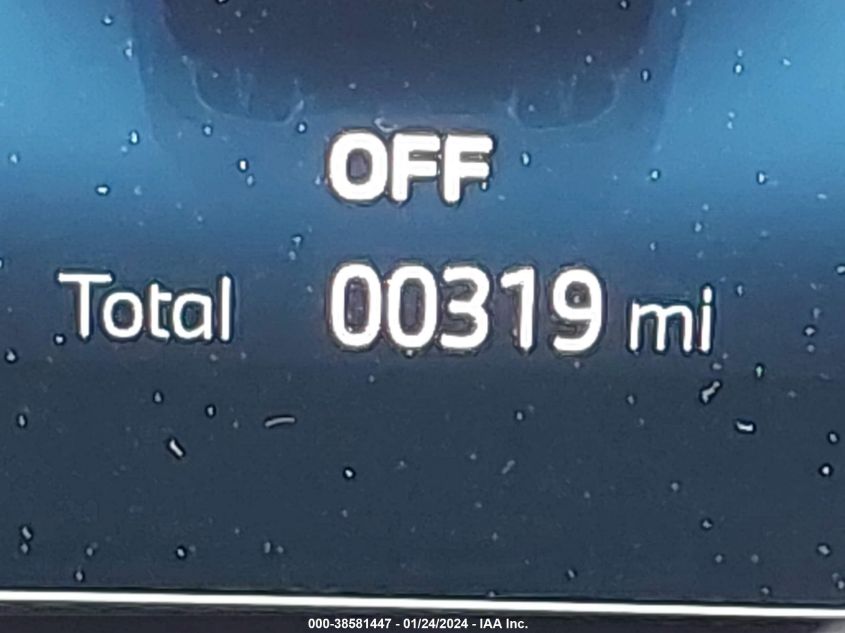 OFF
Total 00319 mi
000-38581447 - 01/24/2024 - IAA Inc.